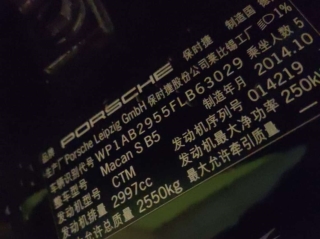 品牌 PORSCHE 保时捷 制造国
生产厂 Porsche Leipzig GmbH 保时捷股份公司莱比锡工厂
车辆识别代号 WP1AB2955FLB63029 乘坐人数 5
整车型号 Macan S B5 制造年月 2014.10
发动机型号 CTM 发动机序列号 014219
发动机排量 2997cc 发动机最大净功率 250k
最大允许总质量 2550kg 最大允许牵引质量